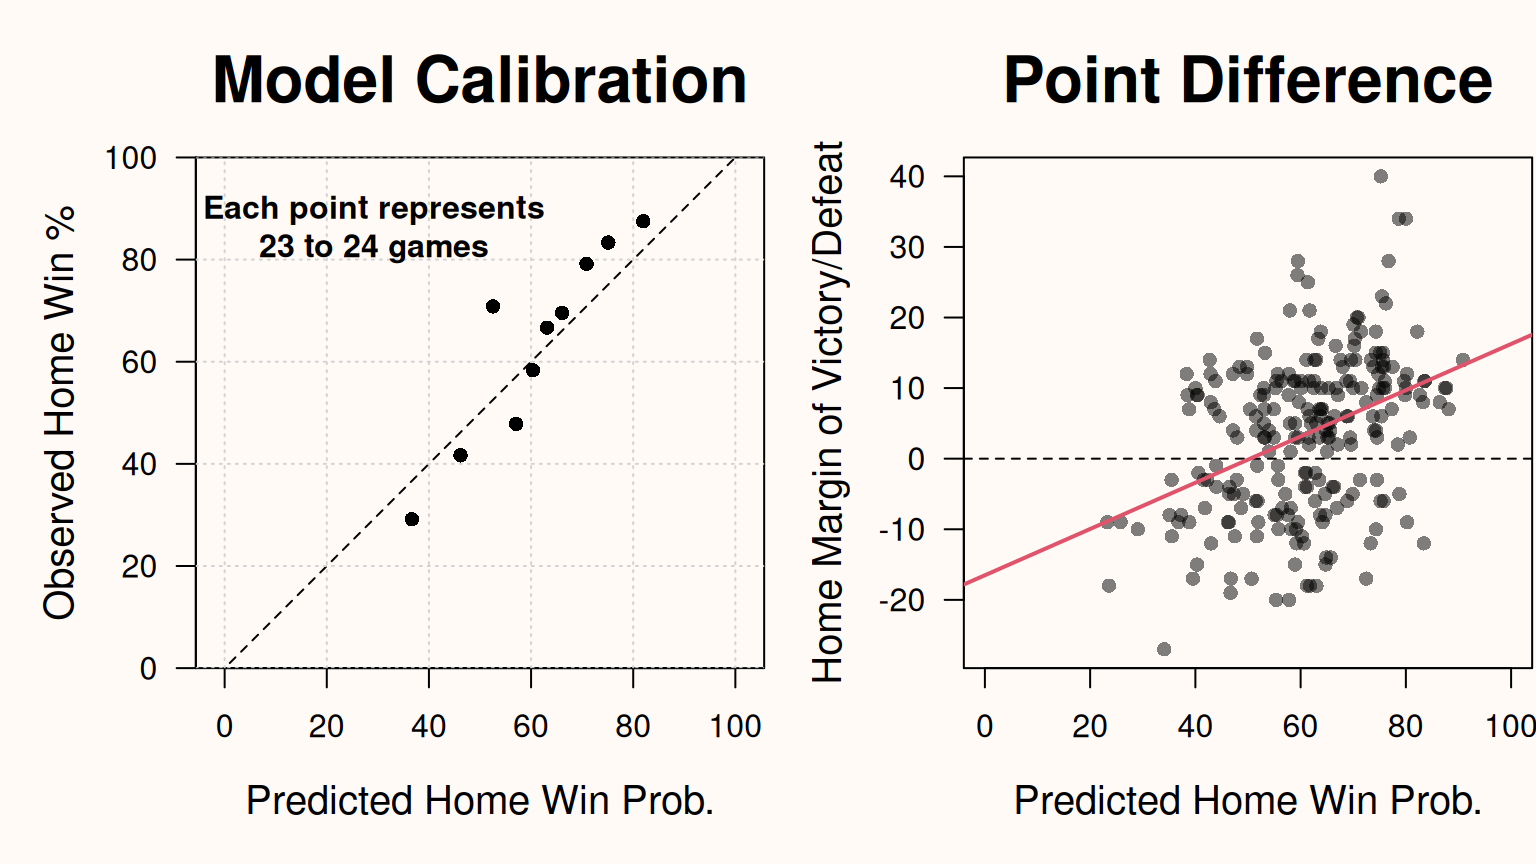 Model Calibration
Observed Home Win %
100
80
60
40
20
0
Each point represents
23 to 24 games
0 20 40 60 80 100
Predicted Home Win Prob.
Point Difference
Home Margin of Victory/Defeat
40
30
20
10
0
-10
-20
0 20 40 60 80 100
Predicted Home Win Prob.